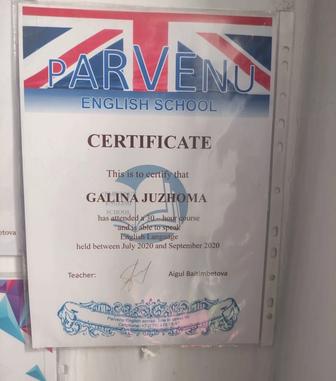 PARVENU
ENGLISH SCHOOL
CERTIFICATE
This is to certify that
GALINA JUZHOMA
has attended a 30 – hour course
and is able to speak
English Language
held between July 2020 and September 2020
Teacher:
Aigul Baitimbetova